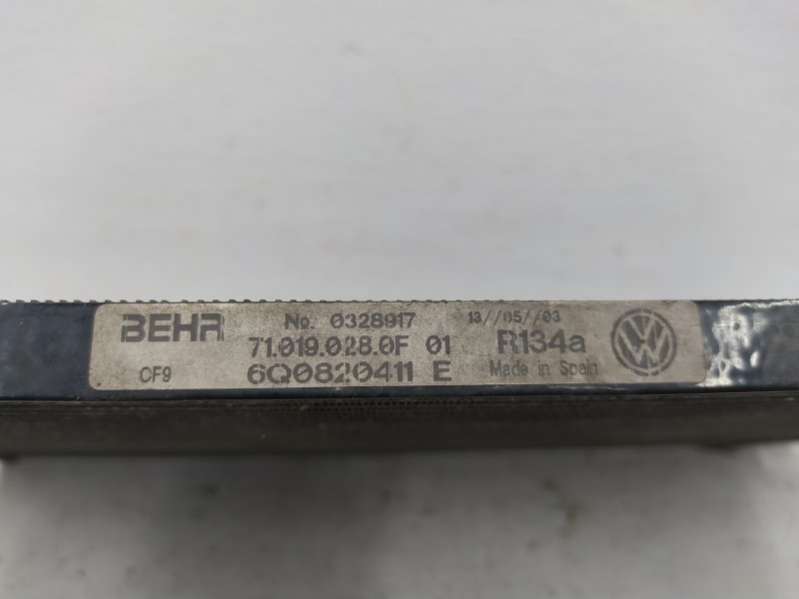 BEHR No. 0328917 13//05//03
71.019.028.0F 01 R134a
CF9 6Q0820411 E Made in Spain